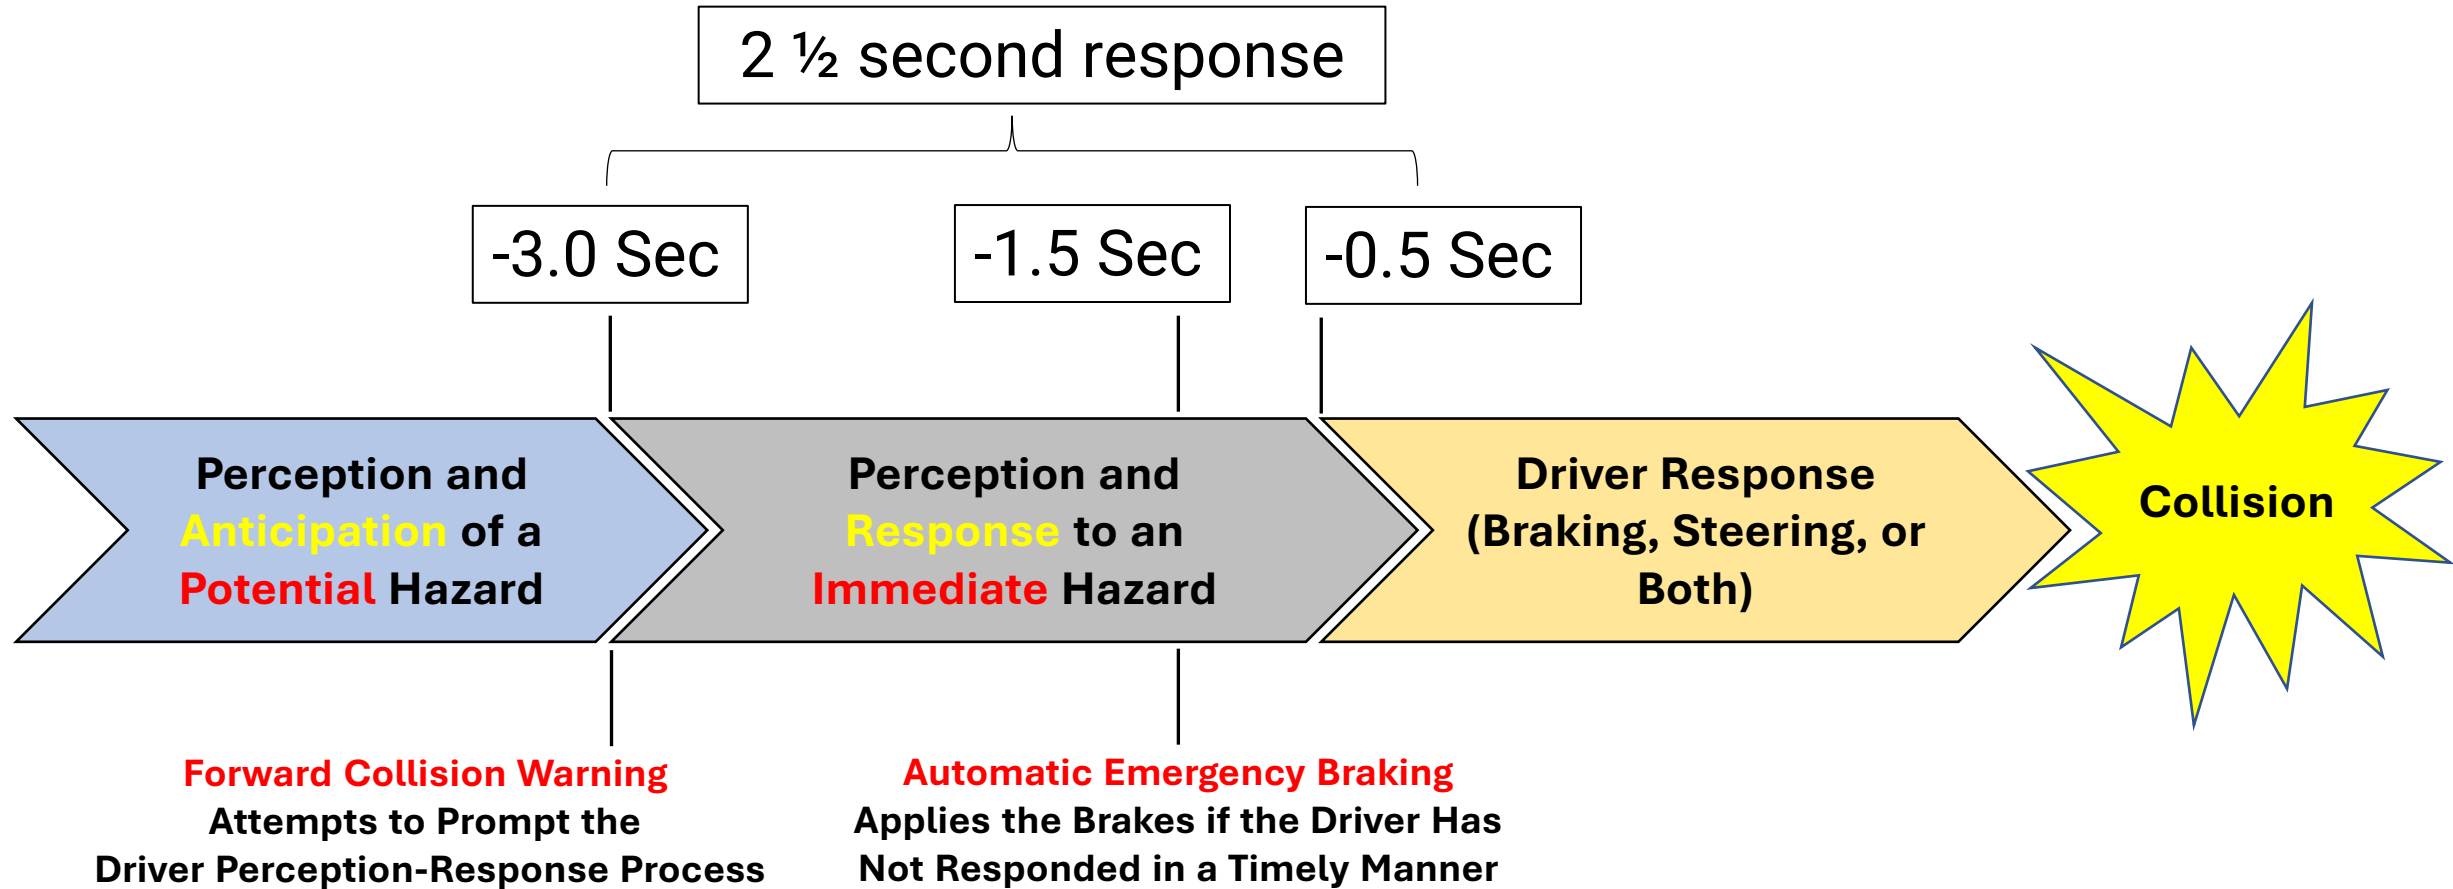 2 ½ second response
-3.0 Sec
-1.5 Sec
-0.5 Sec
Perception and
Anticipation of a
Potential Hazard
Perception and
Response to an
Immediate Hazard
Driver Response
(Braking, Steering, or
Both)
Collision
Forward Collision Warning
Attempts to Prompt the
Driver Perception-Response Process
Automatic Emergency Braking
Applies the Brakes if the Driver Has
Not Responded in a Timely Manner